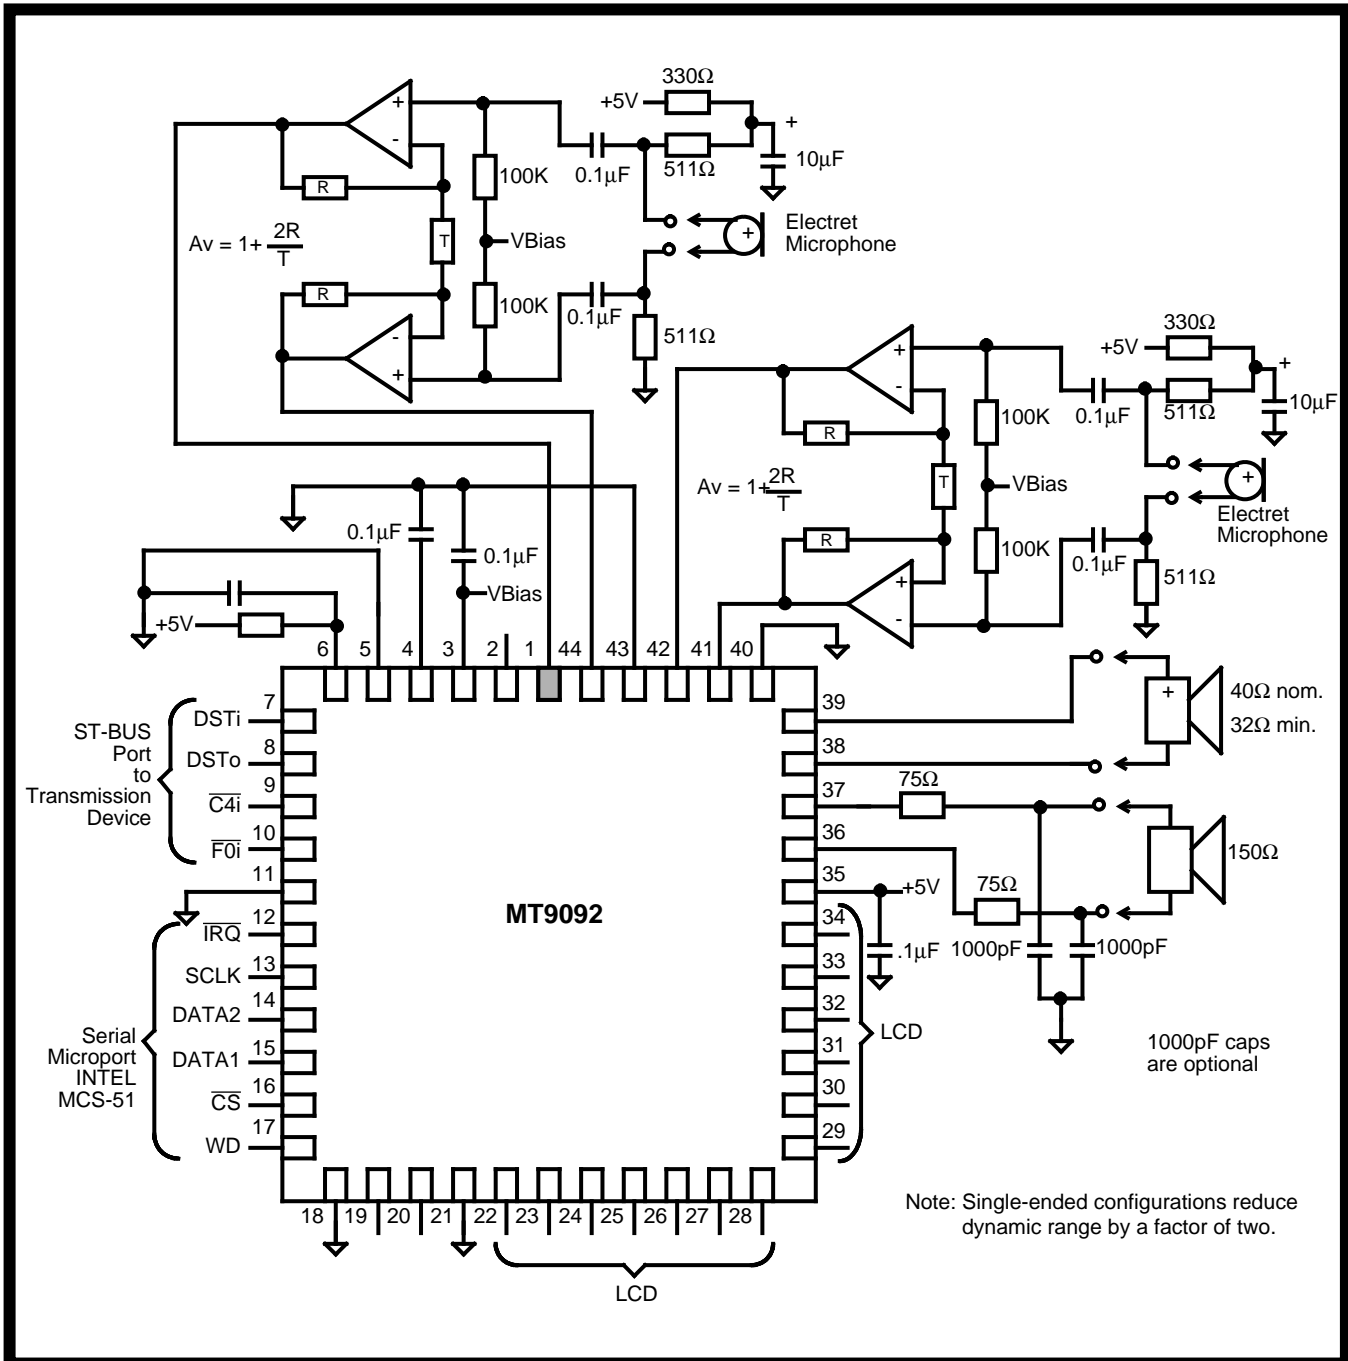 330Ω
+5V
+
+
-
0.1µF
511Ω
10µF
100K
R
Electret
Microphone
+
Av = 1+ 2R
T
T
VBias
R
100K
0.1µF
-
+
511Ω
330Ω
+5V
+
+
-
0.1µF
511Ω
10µF
100K
R
Av = 1+ 2R
T
T
VBias
+
Electret
Microphone
0.1µF
0.1µF
R
100K
0.1µF
VBias
+
-
511Ω
+5V
6 5 4 3 2 1 44 43 42 41 40
ST-BUS
Port
to
Transmission
Device
7
DSTi
8
DSTo
9
C4i
10
F0i
11
Serial
Microport
INTEL
MCS-51
12
IRQ
13
SCLK
14
DATA2
15
DATA1
16
CS
17
WD
MT9092
39
+
40Ω nom.
32Ω min.
38
75Ω
37
36
150Ω
35
+5V
75Ω
34
.1µF
1000pF
1000pF
33
32
LCD
31
30
29
1000pF caps
are optional
18 19 20 21 22 23 24 25 26 27 28
LCD
Note: Single-ended configurations reduce
dynamic range by a factor of two.